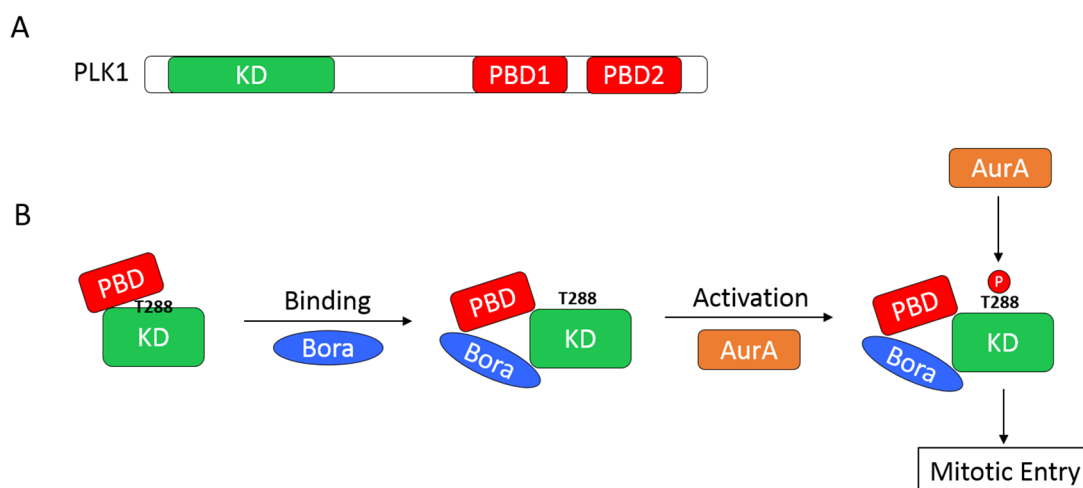 A
PLK1
KD
PBD1
PBD2
B
PBD
T288
KD
Binding
Bora
PBD
T288
Bora
KD
Activation
AurA
AurA
P
T288
PBD
Bora
KD
Mitotic Entry